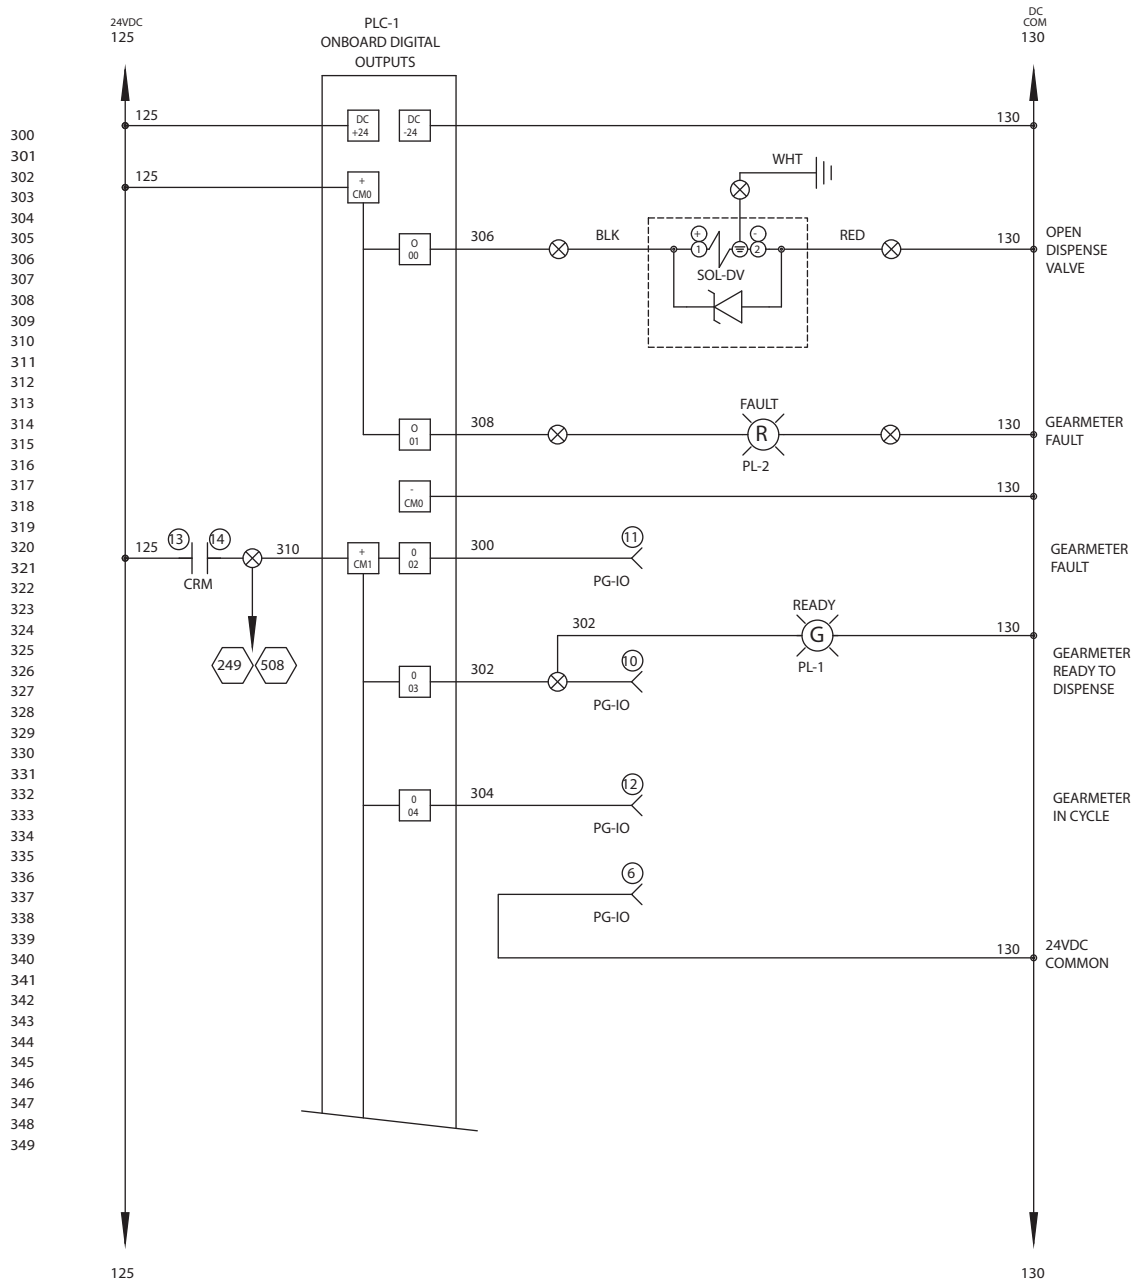 24VDC
125
PLC-1
ONBOARD DIGITAL
OUTPUTS
DC
COM
130
300
125
DC
+24
DC
-24
130
301
302
125
+
CM0
WHT
303
304
305
306
O
00
306
BLK
+
1
-
2
SOL-DV
RED
130
OPEN
DISPENSE
VALVE
307
308
309
310
311
312
313
314
315
O
01
308
FAULT
R
PL-2
130
GEARMETER
FAULT
316
317
318
-
CM0
130
319
320
321
125
13
14
CRM
310
+
CM1
0
02
300
11
PG-IO
GEARMETER
FAULT
322
323
324
302
READY
G
PL-1
130
325
326
327
249
508
0
03
302
10
PG-IO
GEARMETER
READY TO
DISPENSE
328
329
330
331
332
333
0
04
304
12
PG-IO
GEARMETER
IN CYCLE
334
335
336
337
6
PG-IO
338
339
340
130
24VDC
COMMON
341
342
343
344
345
346
347
348
349
125
130